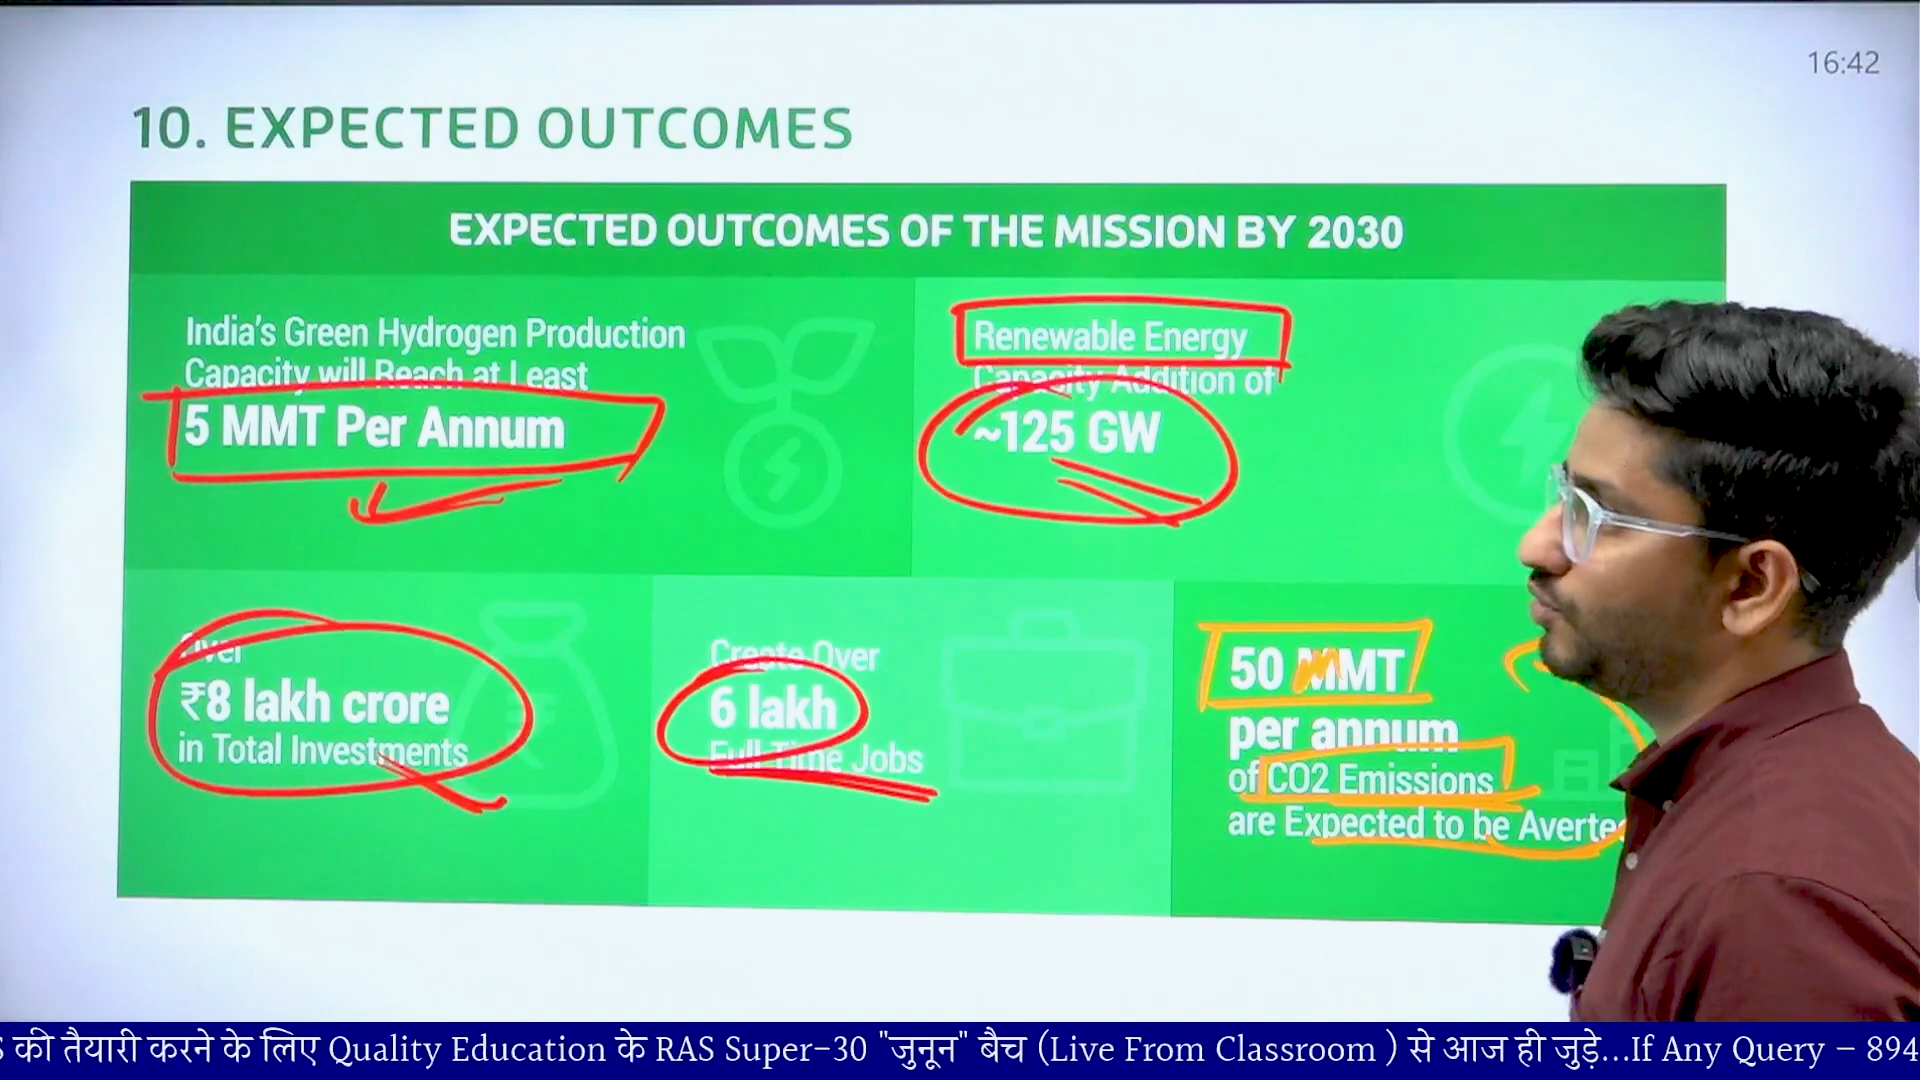 16:42
10. EXPECTED OUTCOMES
EXPECTED OUTCOMES OF THE MISSION BY 2030
India's Green Hydrogen Production
Capacity will Reach at Least
5 MMT Per Annum
Renewable Energy
Capacity Addition of
~125 GW
Over
₹8 lakh crore
in Total Investments
Create Over
6 lakh
Full Time Jobs
50 MMT
per annum
of CO2 Emissions
are Expected to be
की तैयारी करने के लिए Quality Education के RAS Super-30 "जुनून" बैच (Live From Classroom ) से आज ही जुड़े...If Any Query - 894